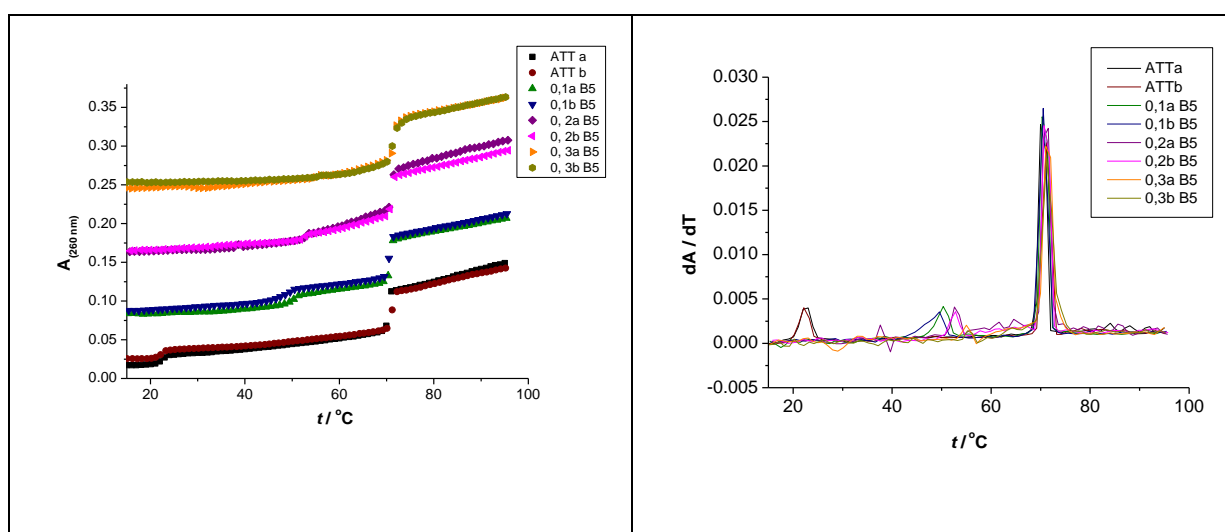 ATT a
ATT b
0,1a B5
0,1b B5
0, 2a B5
0, 2b B5
0, 3a B5
0, 3b B5
0.35
0.30
0.25
0.20
0.15
0.10
0.05
0.00
A(260 nm)
20 40 60 80 100
t / °C
ATTa
ATTb
0,1a B5
0,1b B5
0,2a B5
0,2b B5
0,3a B5
0,3b B5
0.030
0.025
0.020
0.015
0.010
0.005
0.000
-0.005
dA / dT
20 40 60 80 100
t / °C